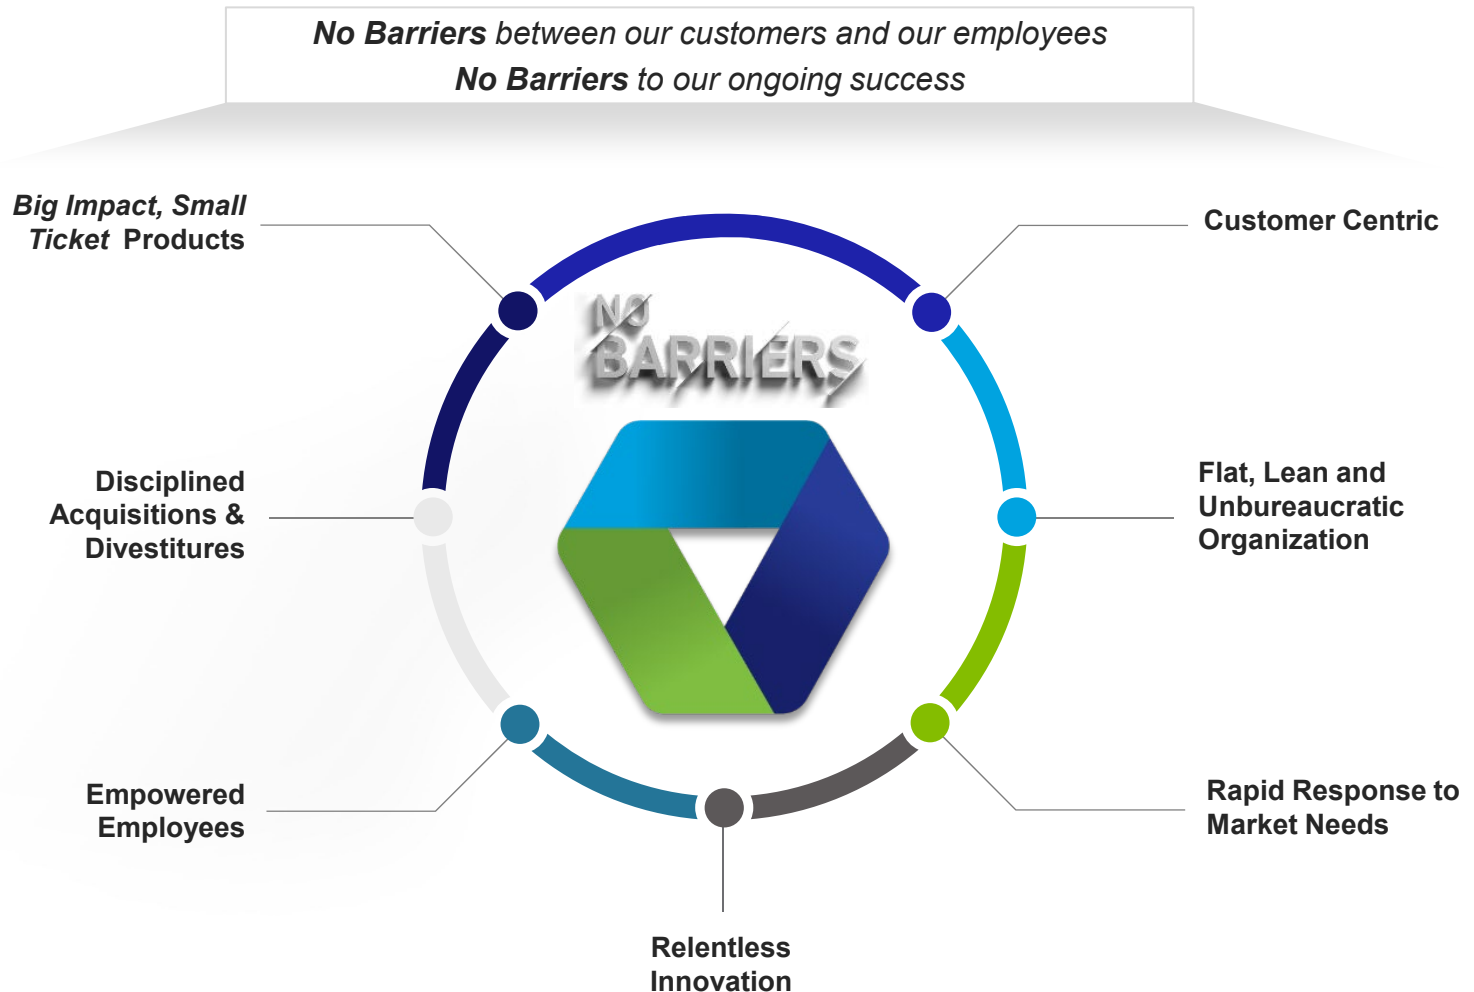 No Barriers between our customers and our employees
No Barriers to our ongoing success
Big Impact, Small
Ticket Products
Customer Centric
NO
BARRIERS
Disciplined
Acquisitions &
Divestitures
Flat, Lean and
Unbureaucratic
Organization
Empowered
Employees
Rapid Response to
Market Needs
Relentless
Innovation